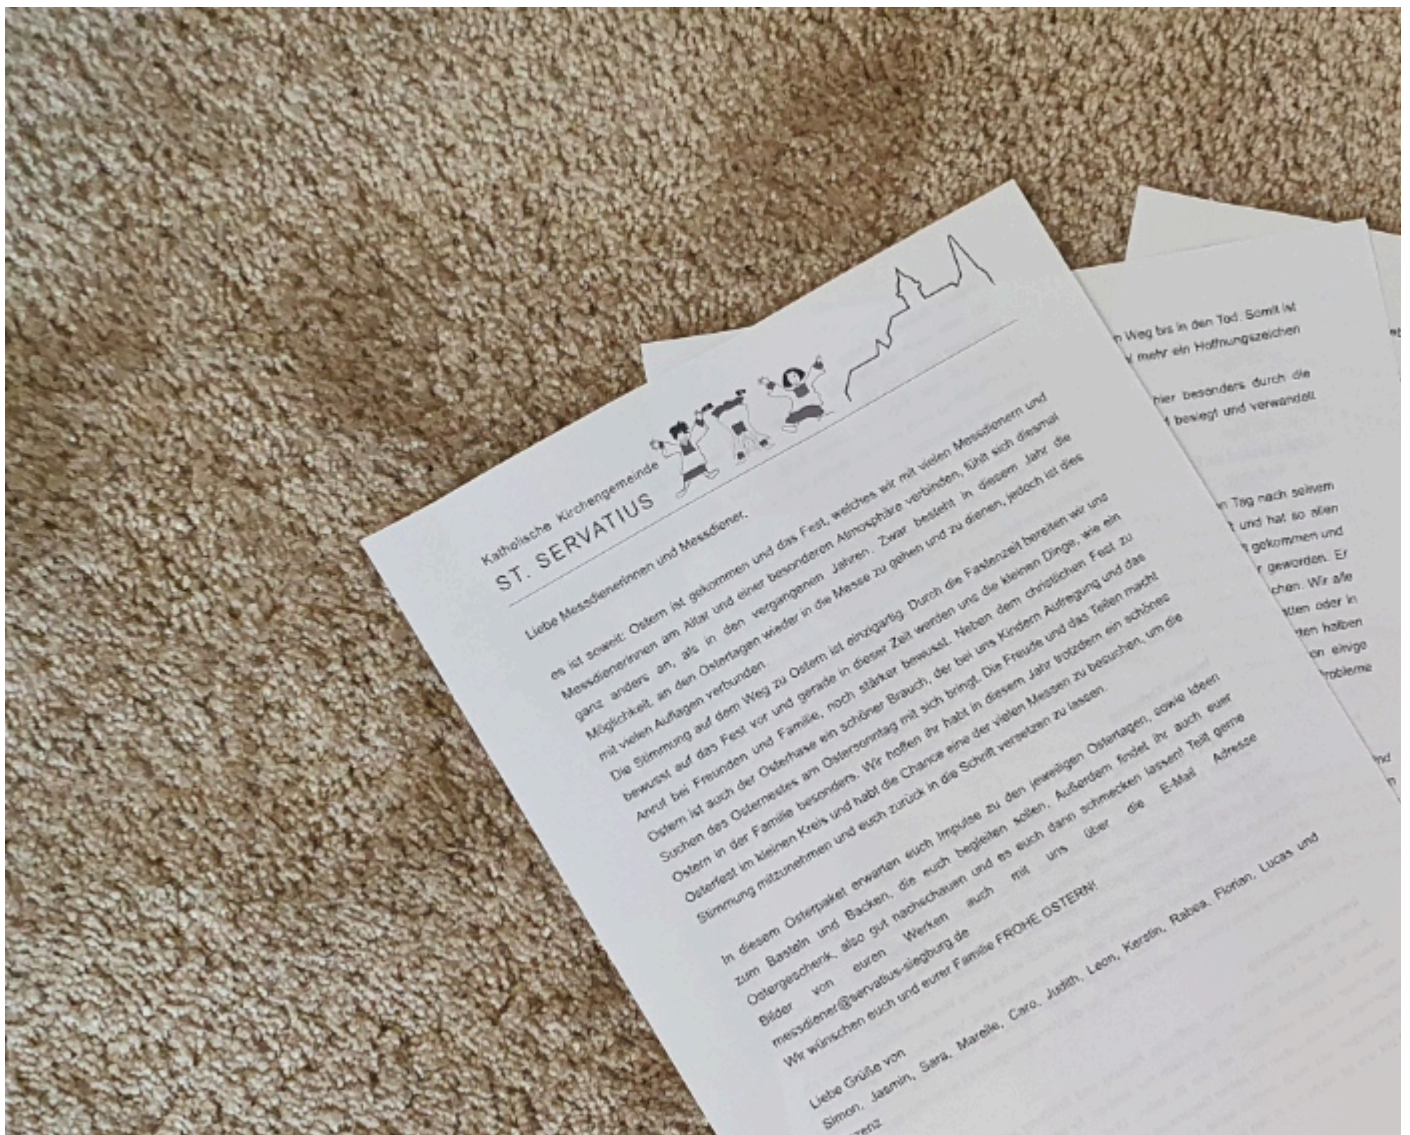 Katholische Kirchengemeinde
ST. SERVATIUS
Liebe Messdienerinnen und Messdiener,
es ist soweit: Ostern ist gekommen und das Fest, welches wir mit vielen Messdienern und
Messdienerinnen am Altar und einer besonderen Atmosphäre verbinden, fühlt sich diesmal
ganz anders an, als in den vergangenen Jahren. Zwar besteht in diesem Jahr die
Möglichkeit, an den Ostertagen wieder in die Messe zu gehen und zu dienen, jedoch ist dies
mit vielen Auflagen verbunden.
Die Stimmung auf dem Weg zu Ostern ist einzigartig. Durch die Fastenzeit bereiten wir uns
bewusst auf das Fest vor und gerade in dieser Zeit werden uns die kleinen Dinge, wie ein
Anruf bei Freunden und Familie, noch stärker bewusst. Neben dem christlichen Fest zu
Ostern ist auch der Osterhase ein schöner Brauch, der bei uns Kindern Aufregung und das
Suchen des Osternestes am Ostersonntag mit sich bringt. Die Freude und das Teilen macht
Ostern in der Familie besonders. Wir hoffen ihr habt in diesem Jahr trotzdem ein schönes
Osterfest im kleinen Kreis und habt die Chance eine der vielen Messen zu besuchen, um die
Stimmung mitzunehmen und euch zurück in die Schrift versetzen zu lassen.
In diesem Osterpaket erwarten euch Impulse zu den jeweiligen Ostertagen, sowie Ideen
zum Basteln und Backen, die euch begleiten sollen. Außerdem findet ihr auch euer
Ostergeschenk, also gut nachschauen und es euch dann schmecken lassen! Teilt gerne
Bilder von euren Werken auch mit uns über die E-Mail Adresse
messdiener@servatius-siegburg.de
Wir wünschen euch und eurer Familie FROHE OSTERN!
Liebe Grüße von
Simon, Jasmin, Sara, Mareile, Caro, Judith, Leon, Kerstin, Rabea, Florian, Lucas und
Weg bis in den Tod. Somit ist
mehr ein Hoffnungszeichen
hier besonders durch die
besiegt und verwandelt
Tag nach seinem
und hat so allen
gekommen und
geworden. Er
Wir alle
oder in
halben
einige